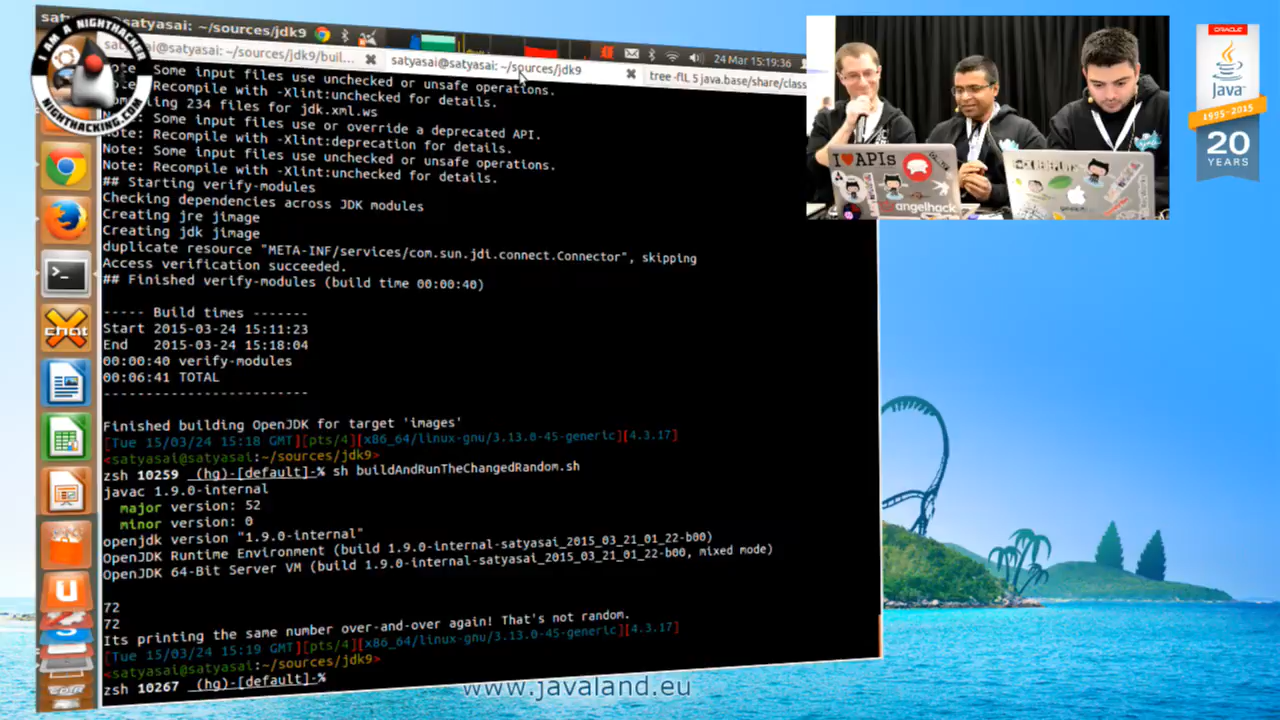 satyasai@satyasai: ~/sources/jdk9
24 Mar 15:19:36
satyasai@satyasai: ~/sources/jdk9/buil...
satyasai@satyasai: ~/sources/jdk9
tree -fiL 5 java.base/share/class
I AM A NIGHTHACKER
NIGHTHACKING.COM
Note: Some input files use unchecked or unsafe operations.
Note: Recompile with -Xlint:unchecked for details.
ing 234 files for jdk.xml.ws
Note: Some input files use or override a deprecated API.
Note: Recompile with -Xlint:deprecation for details.
Note: Some input files use unchecked or unsafe operations.
Note: Recompile with -Xlint:unchecked for details.
## Starting verify-modules
Checking dependencies across JDK modules
Creating jre jimage
Creating jdk jimage
duplicate resource "META-INF/services/com.sun.jdi.connect.Connector", skipping
Access verification succeeded.
## Finished verify-modules (build time 00:00:40)
----- Build times -------
Start 2015-03-24 15:11:23
End 2015-03-24 15:18:04
00:00:40 verify-modules
00:06:41 TOTAL
-------------------------
Finished building OpenJDK for target 'images'
[Tue 15/03/24 15:18 GMT][pts/4][x86_64/linux-gnu/3.13.0-45-generic][4.3.17]
<satyasai@satyasai:~/sources/jdk9>
zsh 10259 (hg)-[default]-% sh buildAndRunTheChangedRandom.sh
javac 1.9.0-internal
major version: 52
minor version: 0
openjdk version "1.9.0-internal"
OpenJDK Runtime Environment (build 1.9.0-internal-satyasai_2015_03_21_01_22-b00)
OpenJDK 64-Bit Server VM (build 1.9.0-internal-satyasai_2015_03_21_01_22-b00, mixed mode)
72
72
Its printing the same number over-and-over again! That's not random.
[Tue 15/03/24 15:19 GMT][pts/4][x86_64/linux-gnu/3.13.0-45-generic][4.3.17]
<satyasai@satyasai:~/sources/jdk9>
zsh 10267 (hg)-[default]-%
www.javaland.eu
chat
I ♥ APIs
angelhack
ORACLE
Java
1995-2015
20
YEARS